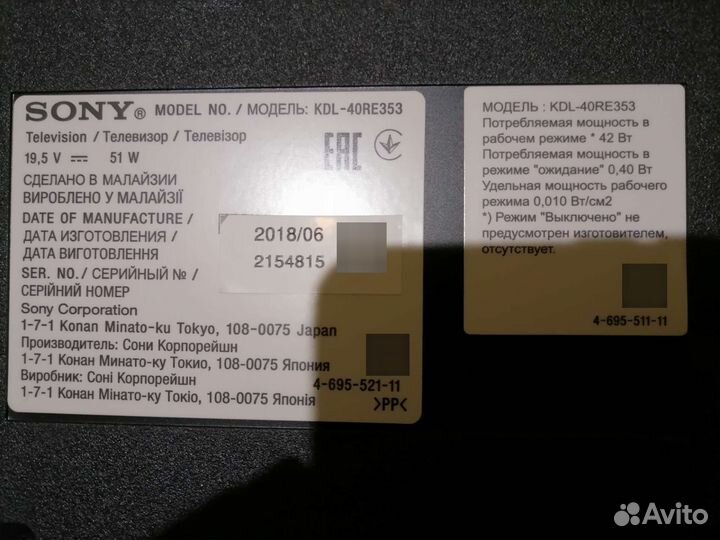 SONY® MODEL NO. / МОДЕЛЬ: KDL-40RE353
Television / Телевизор / Телевізор
19,5 V ⎓ 51 W
EAC
СДЕЛАНО В МАЛАЙЗИИ
ВИРОБЛЕНО У МАЛАЙЗІЇ
DATE OF MANUFACTURE /
ДАТА ИЗГОТОВЛЕНИЯ /
ДАТА ВИГОТОВЛЕННЯ
2018/06
2154815
SER. NO. / СЕРИЙНЫЙ № /
СЕРІЙНИЙ НОМЕР
Sony Corporation
1-7-1 Konan Minato-ku Tokyo, 108-0075 Japan
Производитель: Сони Корпорейшн
1-7-1 Конан Минато-ку Токио, 108-0075 Япония
Виробник: Соні Корпорейшн
1-7-1 Конан Мінато-ку Токіо, 108-0075 Японія
4-695-521-11
>PP<
МОДЕЛЬ : KDL-40RE353
Потребляемая мощность в
рабочем режиме * 42 Вт
Потребляемая мощность в
режиме "ожидание" 0,40 Вт
Удельная мощность рабочего
режима 0,010 Вт/см2
*) Режим "Выключено" не
предусмотрен изготовителем,
отсутствует.
4-695-511-11
Avito